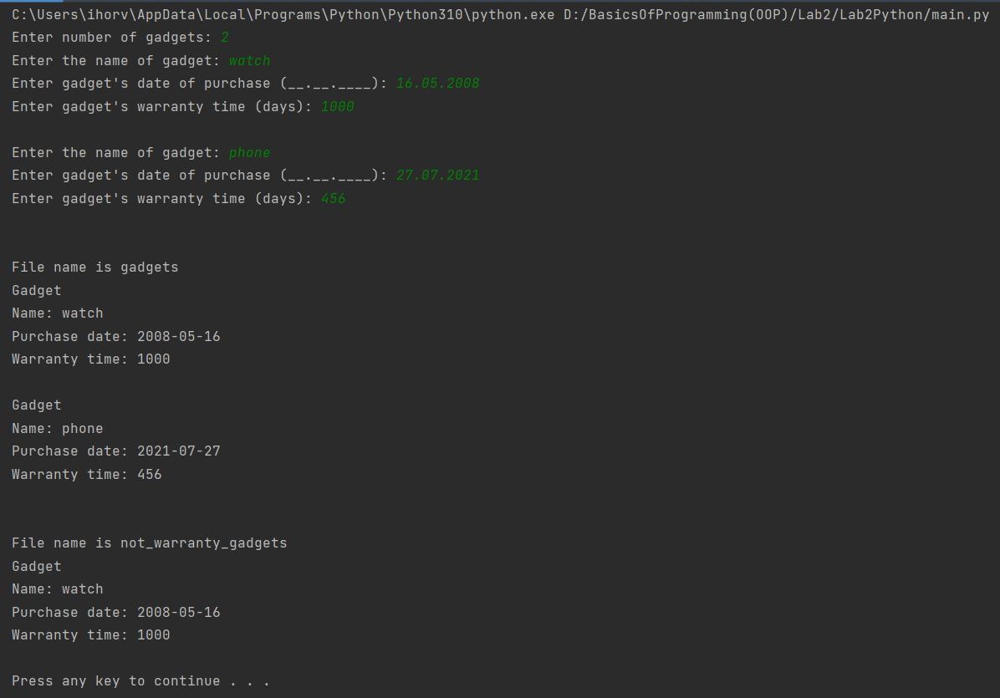 C:\Users\ihorv\AppData\Local\Programs\Python\Python310\python.exe D:/BasicsOfProgramming(OOP)/Lab2/Lab2Python/main.py
Enter number of gadgets: 2
Enter the name of gadget: watch
Enter gadget's date of purchase (__.__.____): 16.05.2008
Enter gadget's warranty time (days): 1000
Enter the name of gadget: phone
Enter gadget's date of purchase (__.__.____): 27.07.2021
Enter gadget's warranty time (days): 456
File name is gadgets
Gadget
Name: watch
Purchase date: 2008-05-16
Warranty time: 1000
Gadget
Name: phone
Purchase date: 2021-07-27
Warranty time: 456
File name is not_warranty_gadgets
Gadget
Name: watch
Purchase date: 2008-05-16
Warranty time: 1000
Press any key to continue . . .